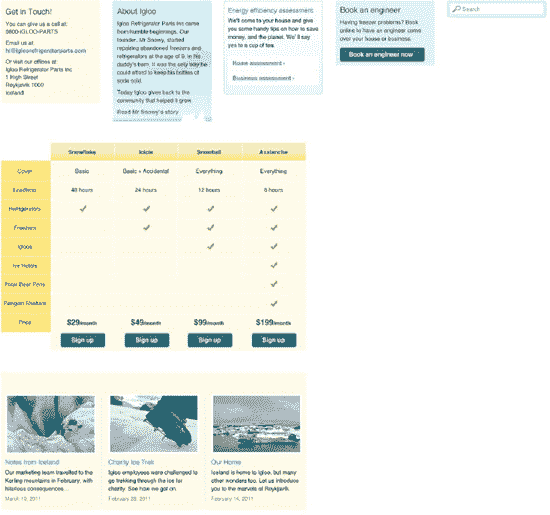 Get in Touch!
You can give us a call at:
0800-IGLOO-PARTS
Email us at
hi@igloorefrigeratorparts.com
Or visit our offices at:
Igloo Refrigerator Parts Inc
1 High Street
Reykjavik 7000
Iceland
About Igloo
Igloo Refrigerator Parts Inc came
from humble beginnings. Our
founder, Mr Snowy, started
repairing abandoned freezers and
refrigerators at the age of 9, in his
daddy's team. It was the only way he
could afford to keep his bottles of
soda cold.
Today Igloo gives back to the
community that helped it grow.
Read Mr Snowy's story
Energy efficiency assessments
We'll come to your house and give
you some handy tips on how to save
money, and the planet. We'll say
yes to a cup of tea.
Home assessment ›
Business assessment ›
Book an engineer
Having freezer problems? Book
online to have an engineer come
over your house or business.
Book an engineer now
Search
Snowflake Icicle Snowball Avalanche
Cover Basic Basic + Accidental Everything Everything
48 hours 24 hours 12 hours 6 hours
Refrigerators
Freezers
Igloos
Ice Hotels
Polar Bear Pens
Penguin Shelters
Price $29/month $49/month $99/month $199/month
Sign up Sign up Sign up Sign up
Notes from Iceland
Our marketing team travelled to the
Kerling mountains in February, with
hilarious consequences…
March 10, 2011
Charity Ice Trek
Igloo employees were challenged to
go trekking through the ice for
charity. See how we got on
February 28, 2011
Our Home
Iceland is home to Igloo, but many
other wonders too. Let us introduce
you to the marvels at Reykjavik.
February 14, 2011